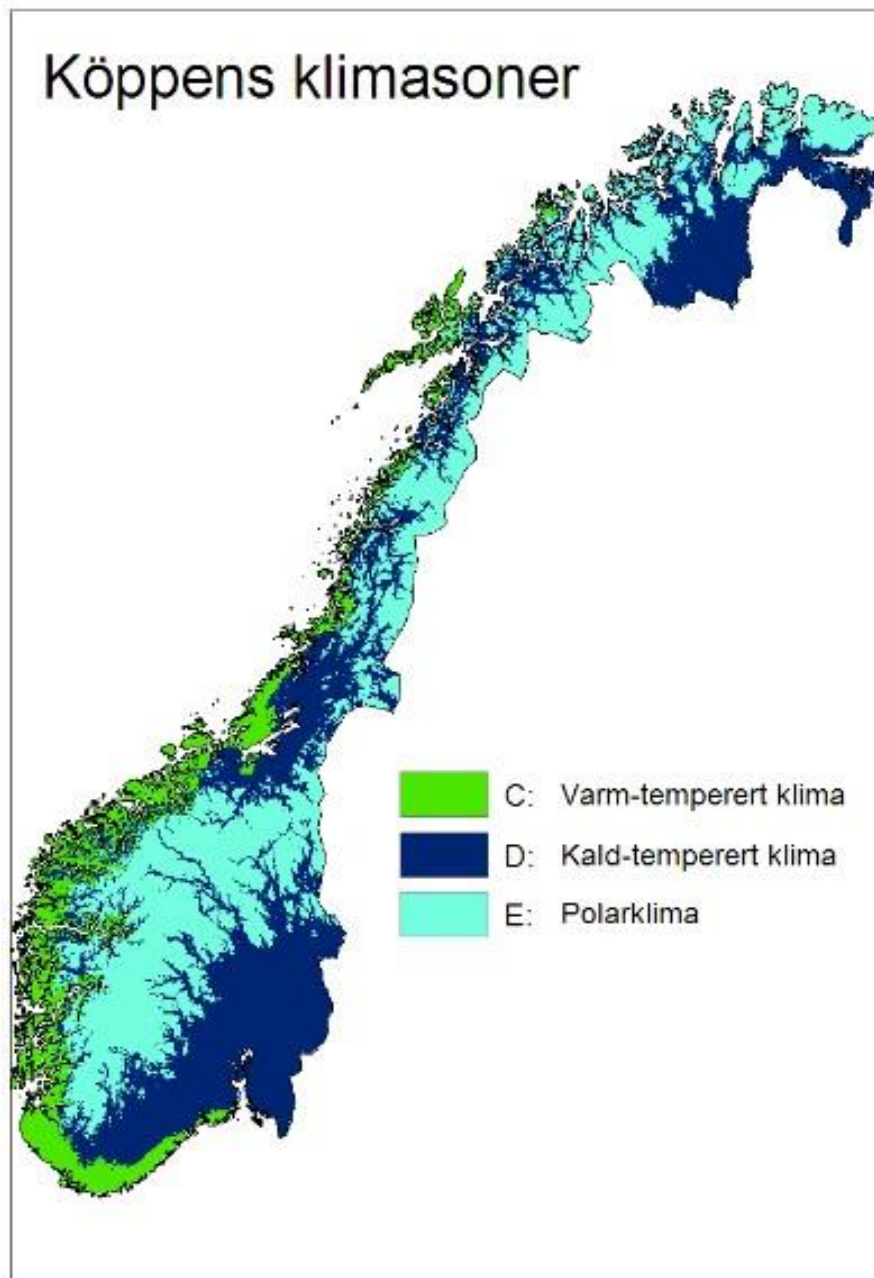 Köppens klimasoner
C: Varm-temperert klima
D: Kald-temperert klima
E: Polarklima